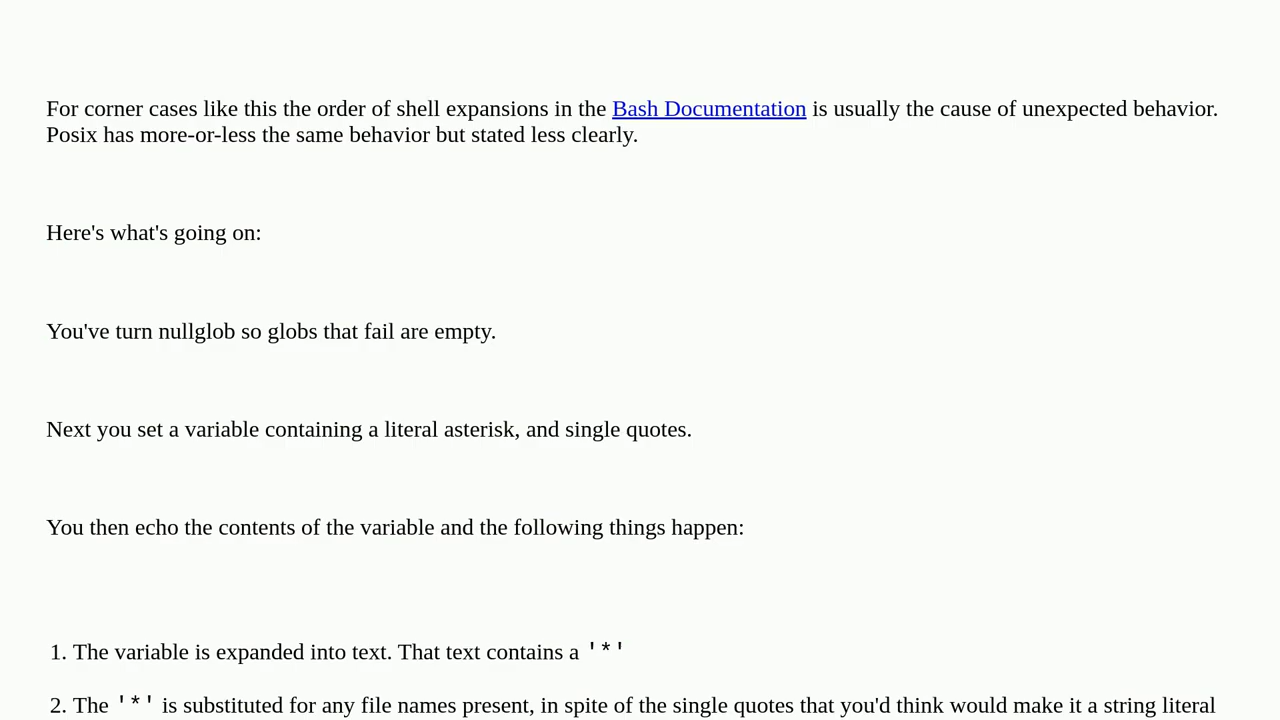 For corner cases like this the order of shell expansions in the Bash Documentation is usually the cause of unexpected behavior.
Posix has more-or-less the same behavior but stated less clearly.
Here's what's going on:
You've turn nullglob so globs that fail are empty.
Next you set a variable containing a literal asterisk, and single quotes.
You then echo the contents of the variable and the following things happen:
1. The variable is expanded into text. That text contains a '*'
2. The '*' is substituted for any file names present, in spite of the single quotes that you'd think would make it a string literal